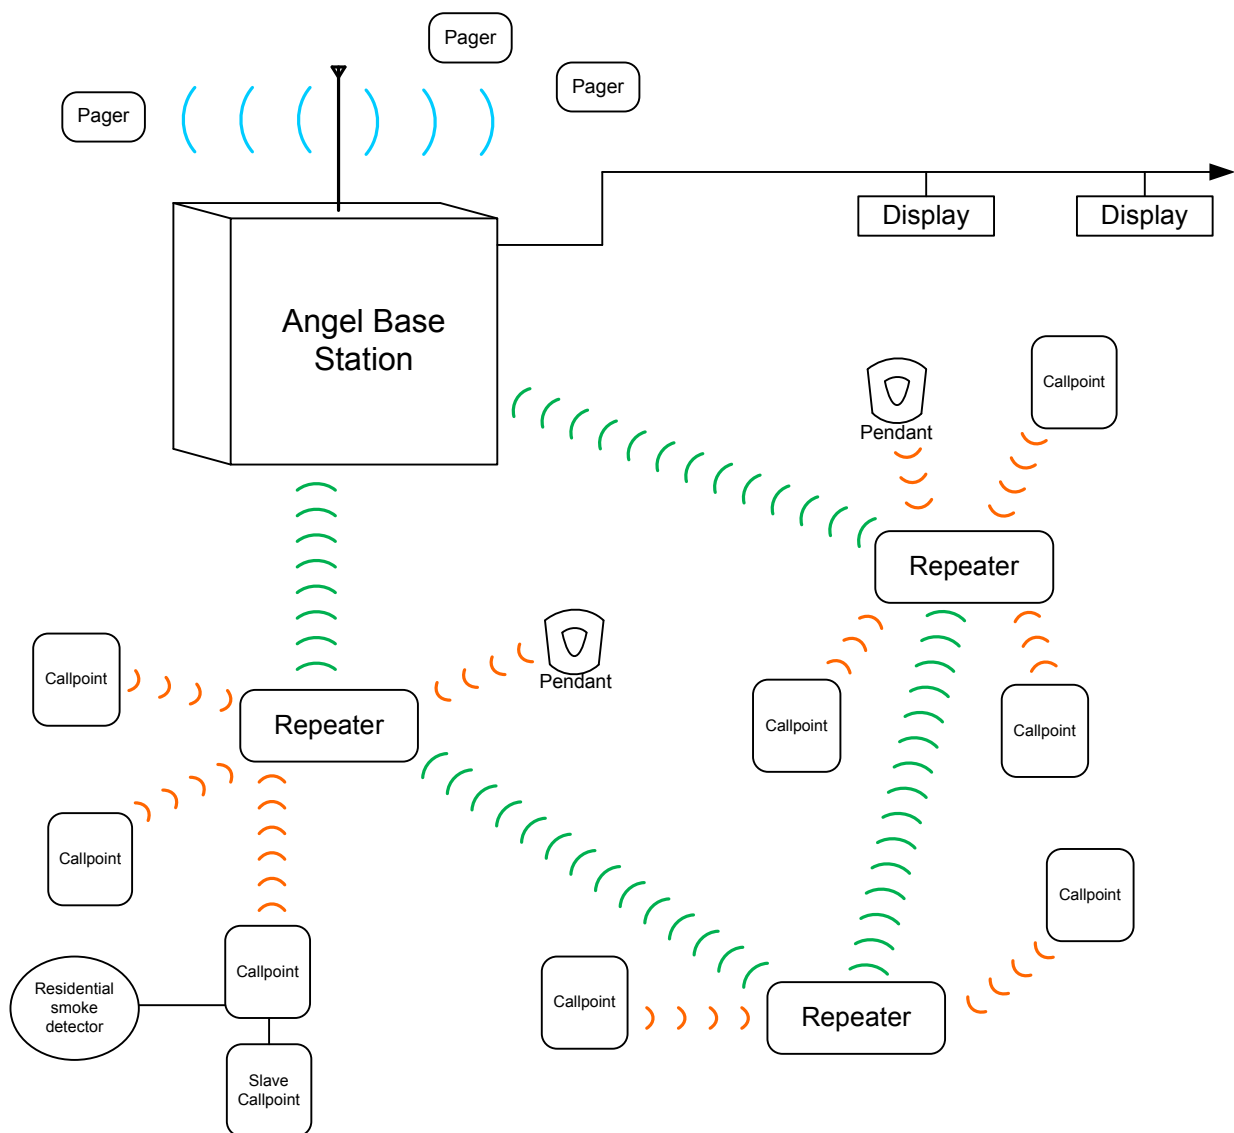 Pager
Pager
Pager
Display
Display
Angel Base
Station
Callpoint
Pendant
Repeater
Callpoint
Pendant
Repeater
Callpoint
Callpoint
Callpoint
Callpoint
Callpoint
Residential
smoke
detector
Callpoint
Repeater
Slave
Callpoint